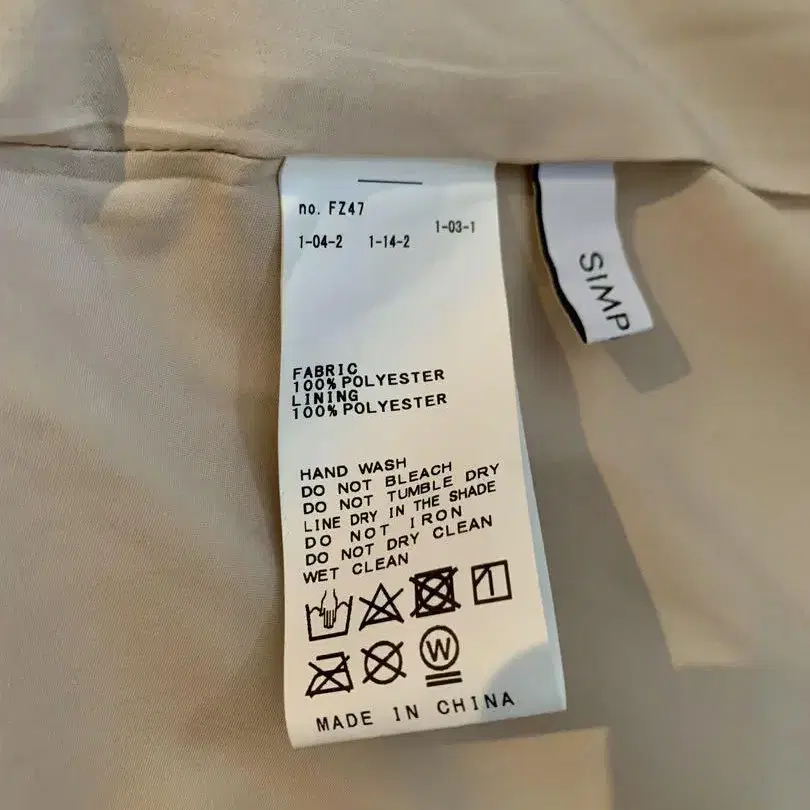 no. FZ47
1-04-2 1-14-2 1-03-1
FABRIC
100% POLYESTER
LINING
100% POLYESTER
HAND WASH
DO NOT BLEACH
DO NOT TUMBLE DRY
LINE DRY IN THE SHADE
DO NOT IRON
DO NOT DRY CLEAN
WET CLEAN
W
MADE IN CHINA
SIMP